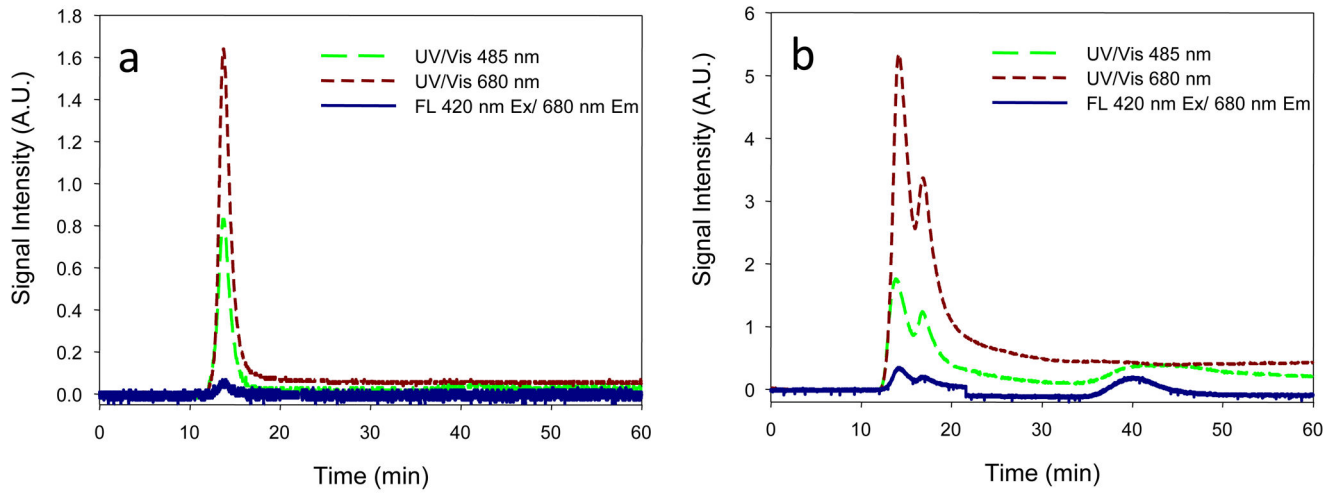 a
UV/Vis 485 nm
UV/Vis 680 nm
FL 420 nm Ex/ 680 nm Em
Signal Intensity (A.U.)
1.8
1.6
1.4
1.2
1.0
0.8
0.6
0.4
0.2
0.0
0 10 20 30 40 50 60
Time (min)
b
UV/Vis 485 nm
UV/Vis 680 nm
FL 420 nm Ex/ 680 nm Em
Signal Intensity (A.U.)
6
5
4
3
2
1
0
0 10 20 30 40 50 60
Time (min)